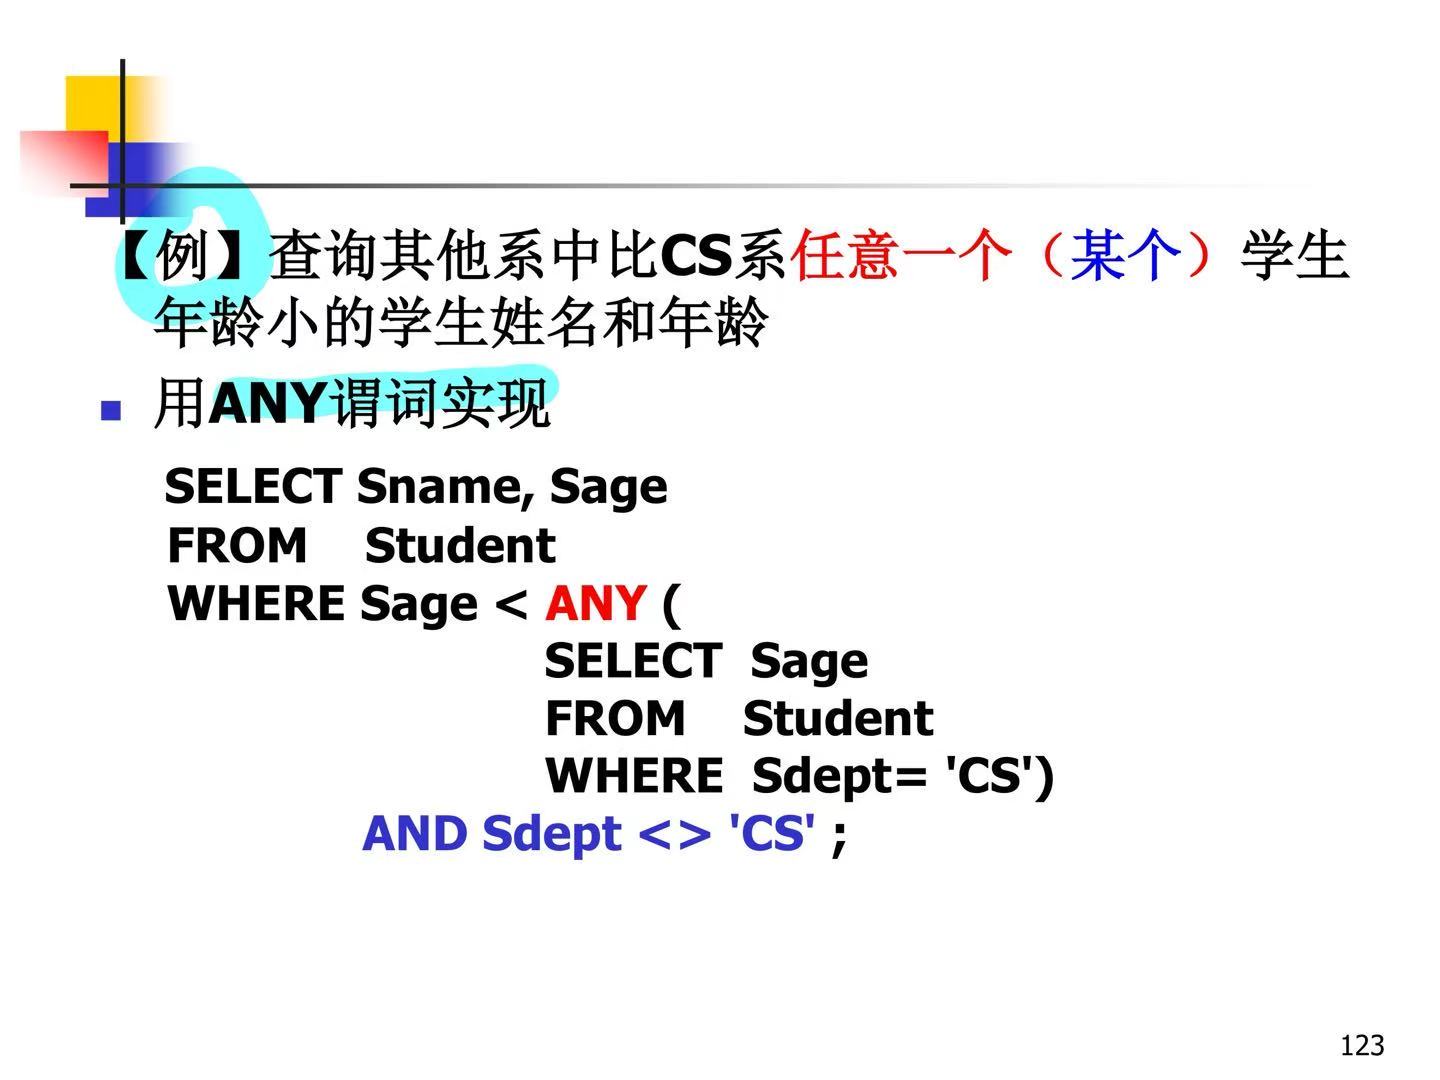 【例】查询其他系中比CS系任意一个（某个）学生
年龄小的学生姓名和年龄
用ANY谓词实现
SELECT Sname, Sage
FROM Student
WHERE Sage < ANY (
SELECT Sage
FROM Student
WHERE Sdept= 'CS')
AND Sdept <> 'CS' ;
123